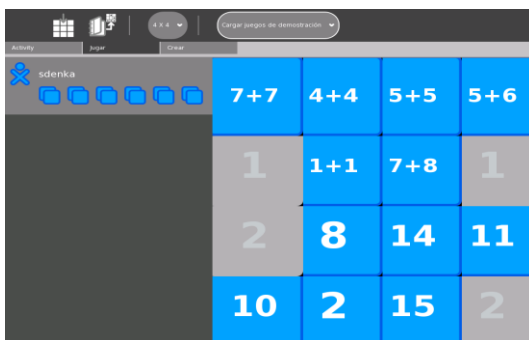 4 X 4
Cargar juegos de demostración
Activity
Jugar
Crear
sdenka
7+7 4+4 5+5 5+6
1 1+1 7+8 1
2 8 14 11
10 2 15 2